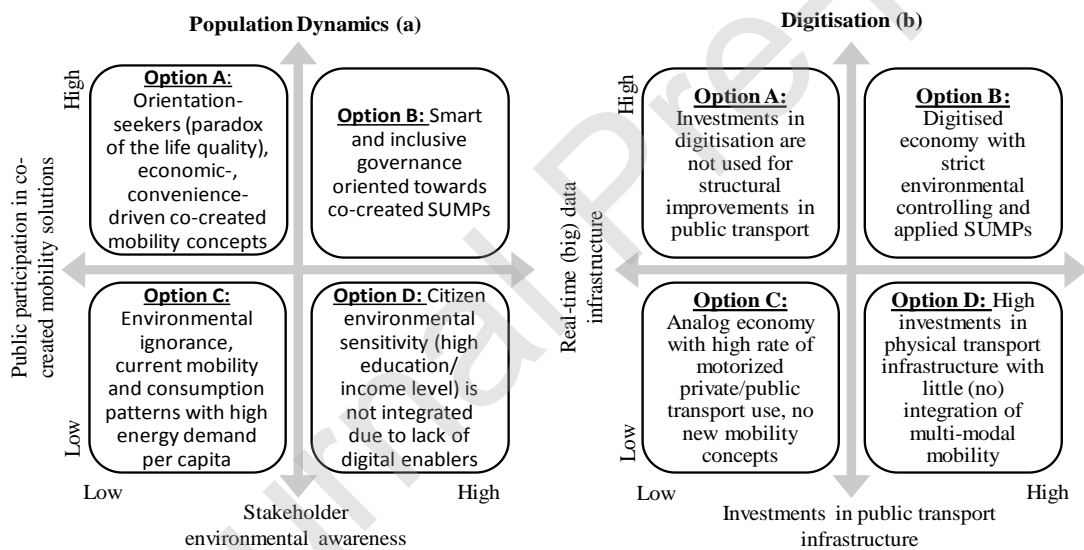 Population Dynamics (a)
High
Low
Public participation in co-
created mobility solutions
Option A:
Orientation-
seekers (paradox
of the life quality),
economic-,
convenience-
driven co-created
mobility concepts
Option B: Smart
and inclusive
governance
oriented towards
co-created SUMPs
Option C:
Environmental
ignorance,
current mobility
and consumption
patterns with high
energy demand
per capita
Option D: Citizen
environmental
sensitivity (high
education/
income level) is
not integrated
due to lack of
digital enablers
Low
High
Stakeholder
environmental awareness
Digitisation (b)
High
Low
Real-time (big) data
infrastructure
Option A:
Investments in
digitisation are
not used for
structural
improvements in
public transport
Option B:
Digitised
economy with
strict
environmental
controlling and
applied SUMPs
Option C:
Analog economy
with high rate of
motorized
private/public
transport use, no
new mobility
concepts
Option D: High
investments in
physical transport
infrastructure with
little (no)
integration of
multi-modal
mobility
Low
High
Investments in public transport
infrastructure
urnal Pre-p